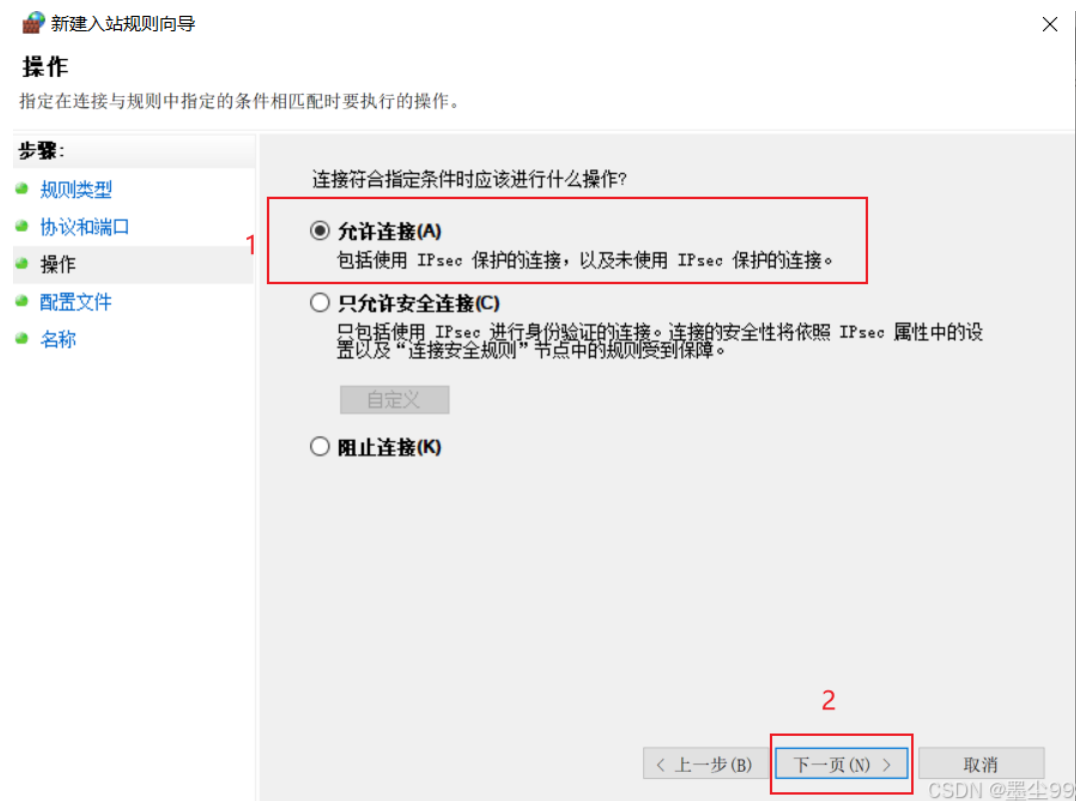 新建入站规则向导
操作
指定在连接与规则中指定的条件相匹配时要执行的操作。
步骤:
规则类型
协议和端口
操作
配置文件
名称
连接符合指定条件时应该进行什么操作?
1
允许连接(A)
包括使用 IPsec 保护的连接，以及未使用 IPsec 保护的连接。
只允许安全连接(C)
只包括使用 IPsec 进行身份验证的连接。连接的安全性将依照 IPsec 属性中的设
置以及“连接安全规则”节点中的规则受到保障。
自定义
阻止连接(K)
2
< 上一步(B)
下一页(N) >
取消
CSDN @墨尘99